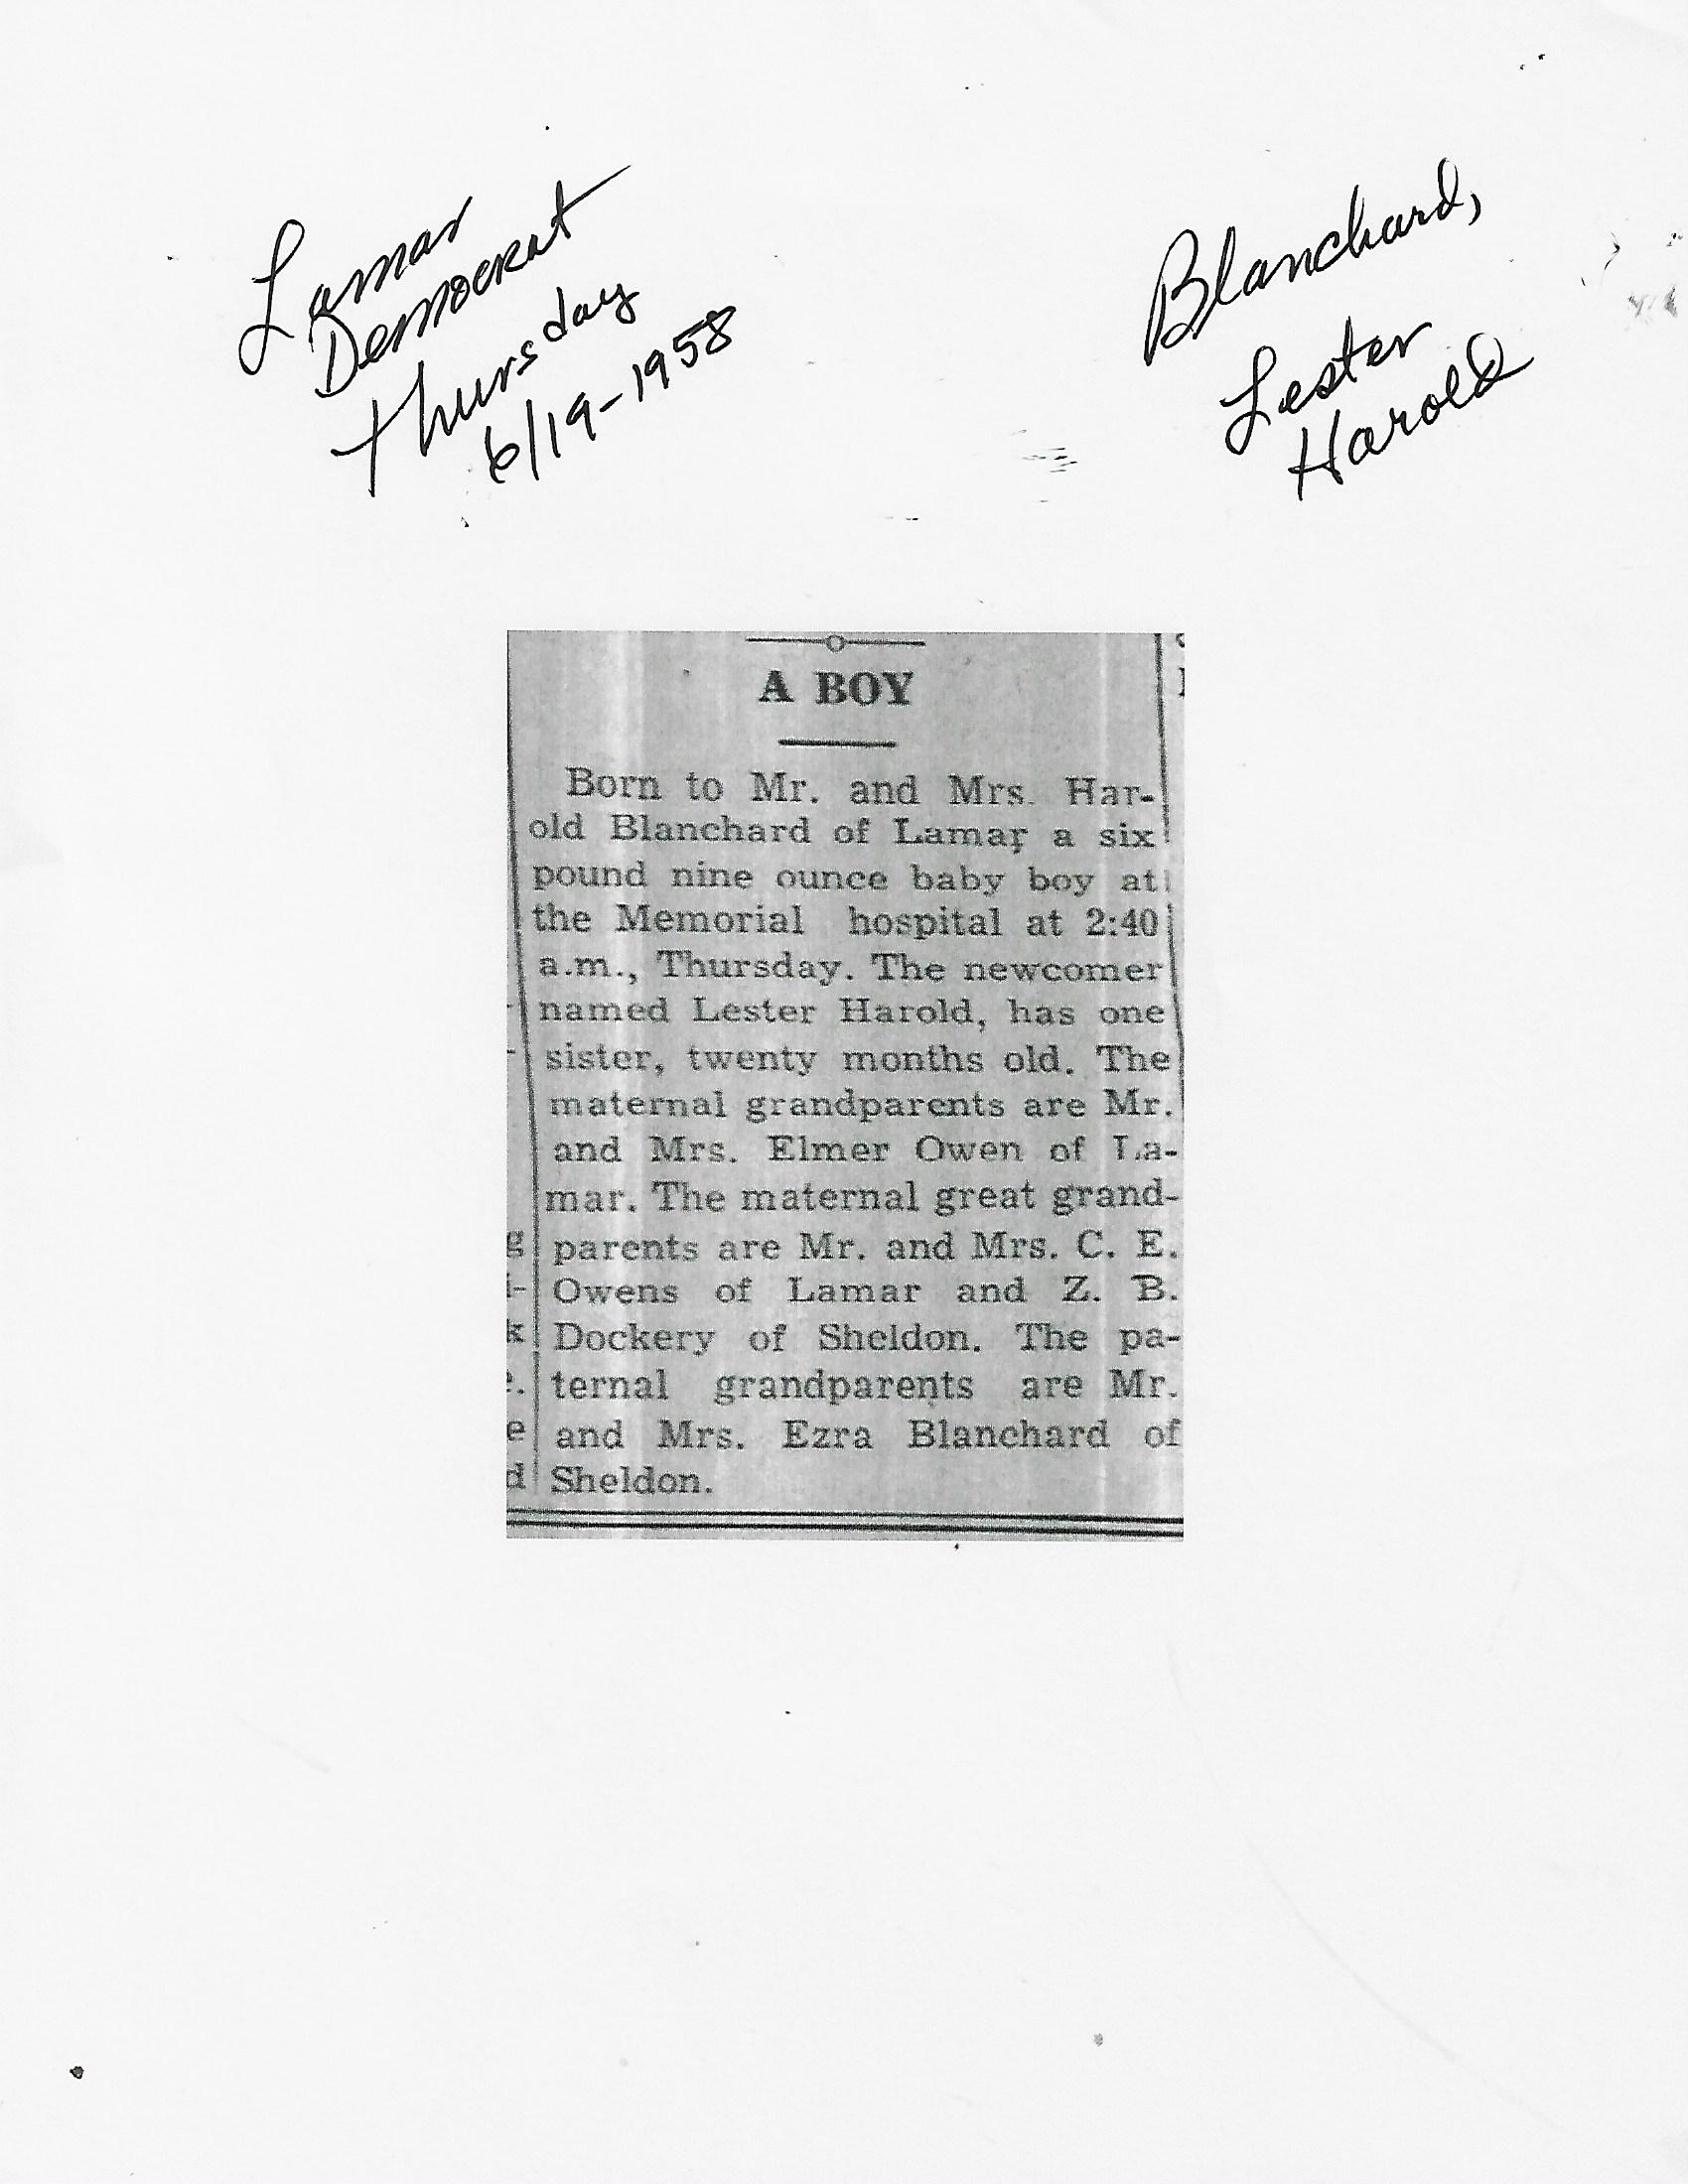 Lamar
Democrat
Thursday
6/19-1958
Blanchard,
Lester
Harold
A BOY
Born to Mr. and Mrs. Har-
old Blanchard of Lamar a six
pound nine ounce baby boy at
the Memorial hospital at 2:40
a.m., Thursday. The newcomer
named Lester Harold, has one
sister, twenty months old. The
maternal grandparents are Mr.
and Mrs. Elmer Owen of La-
mar. The maternal great grand-
parents are Mr. and Mrs. C. E.
Owens of Lamar and Z. B.
Dockery of Sheldon. The pa-
ternal grandparents are Mr.
and Mrs. Ezra Blanchard of
Sheldon.